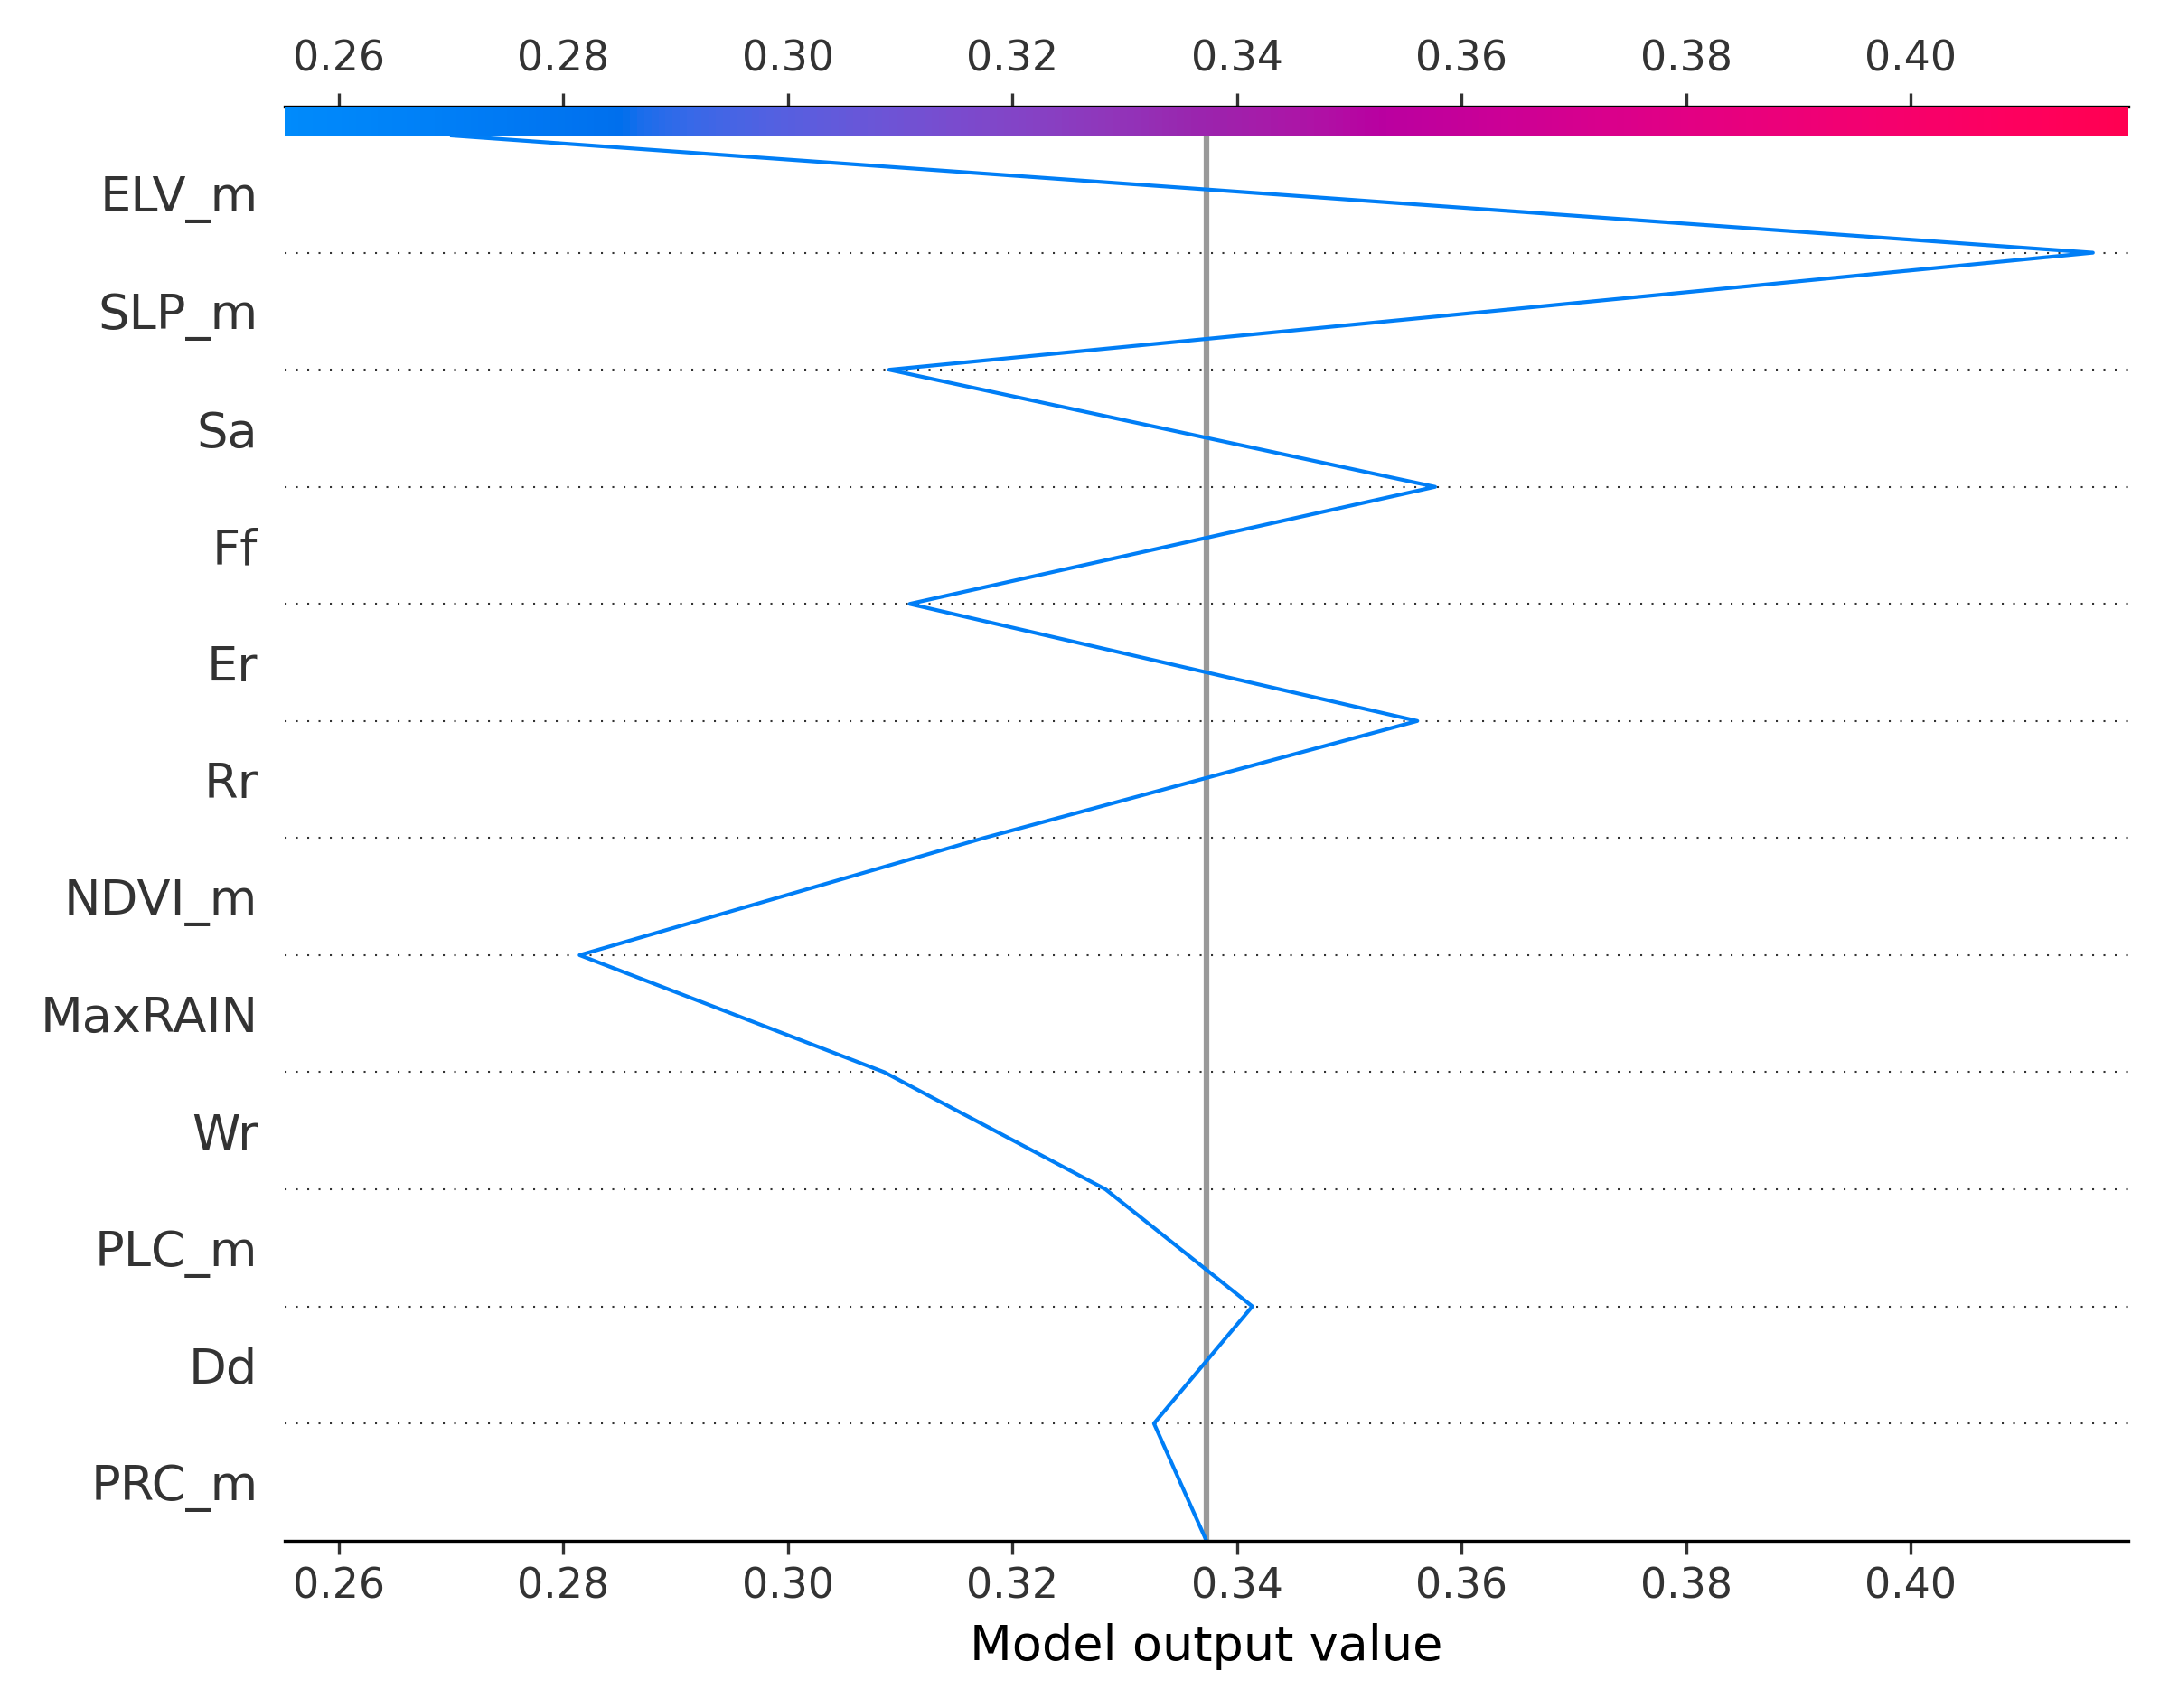 0.26 0.28 0.30 0.32 0.34 0.36 0.38 0.40
ELV_m
SLP_m
Sa
Ff
Er
Rr
NDVI_m
MaxRAIN
Wr
PLC_m
Dd
PRC_m
0.26 0.28 0.30 0.32 0.34 0.36 0.38 0.40
Model output value